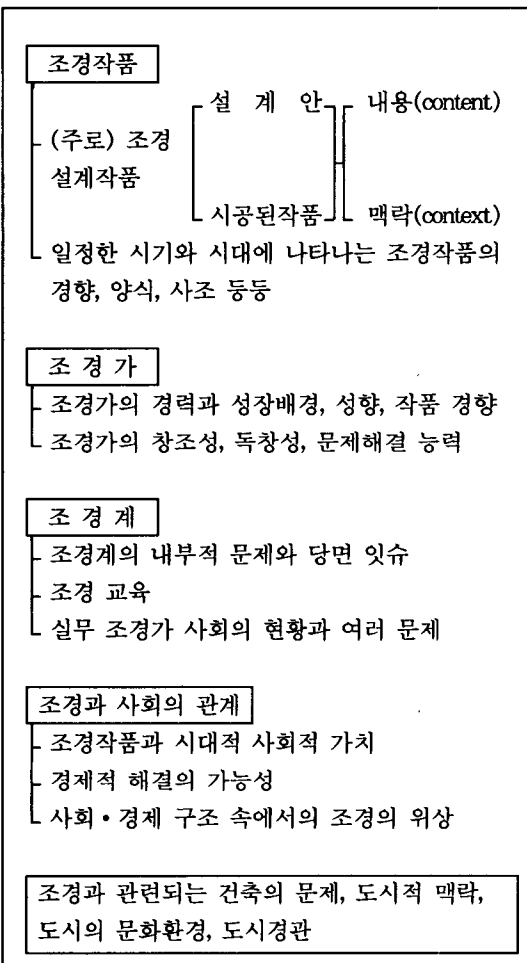 조경작품
설 계 안 내용(content)
(주로) 조경
설계작품
시공된작품 맥락(context)
일정한 시기와 시대에 나타나는 조경작품의
경향, 양식, 사조 등등
조 경 가
조경가의 경력과 성장배경, 성향, 작품 경향
조경가의 창조성, 독창성, 문제해결 능력
조 경 계
조경계의 내부적 문제와 당면 잇슈
조경 교육
실무 조경가 사회의 현황과 여러 문제
조경과 사회의 관계
조경작품과 시대적 사회적 가치
경제적 해결의 가능성
사회•경제 구조 속에서의 조경의 위상
조경과 관련되는 건축의 문제, 도시적 맥락,
도시의 문화환경, 도시경관